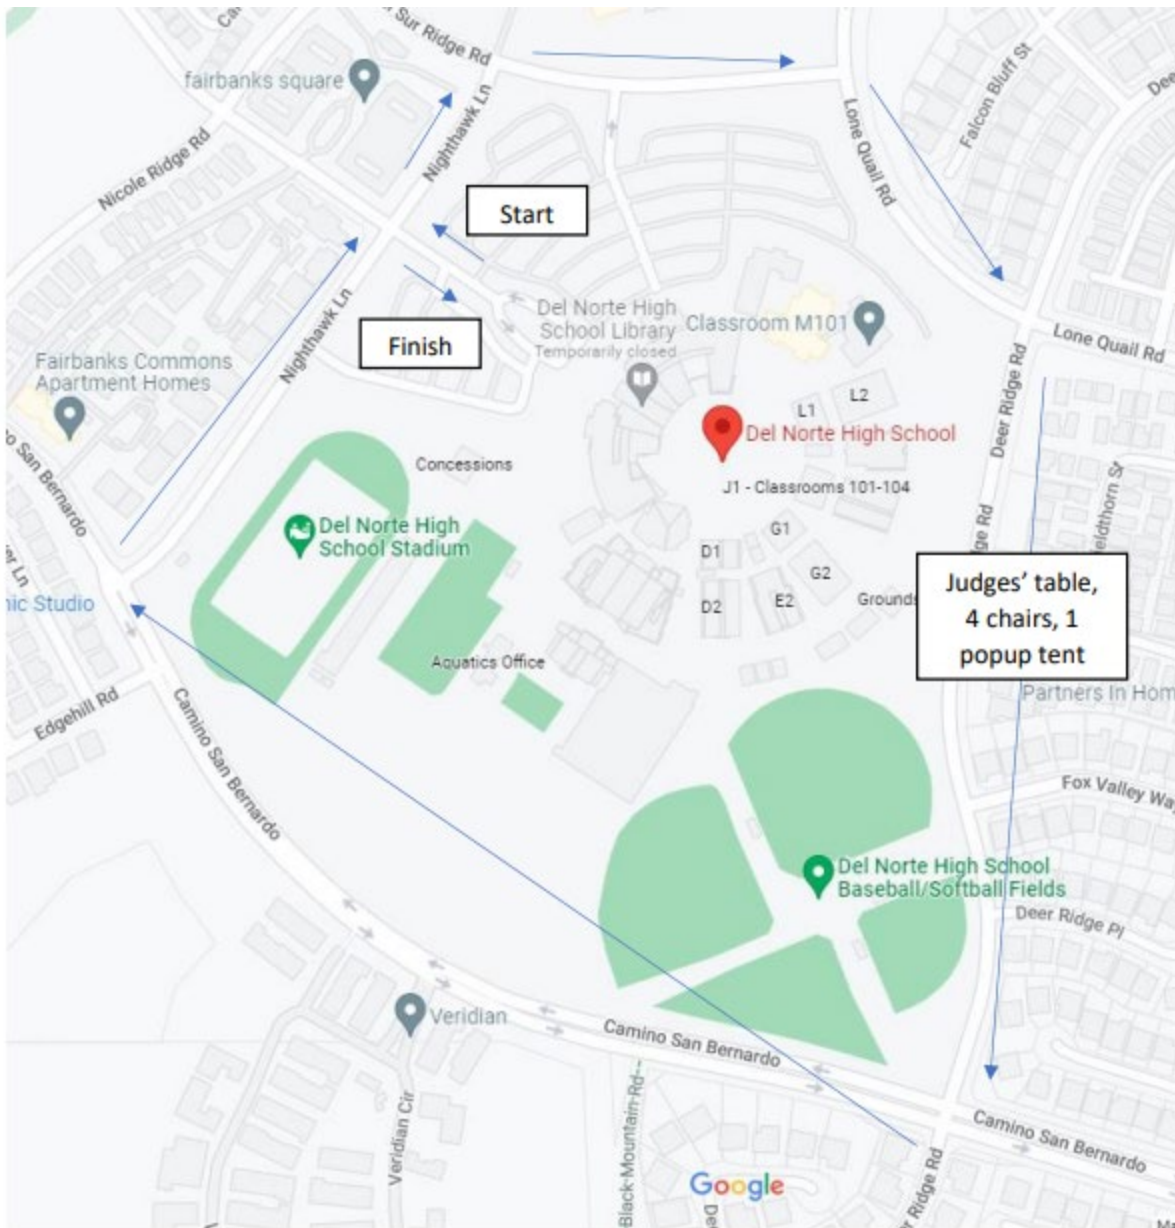 Sur Ridge Rd
fairbanks square
Nighthawk Ln
Nicole Ridge Rd
Lone Quail Rd
Falcon Bluff St
Start
Finish
Del Norte High
School Library
Temporarily closed
Classroom M101
Lone Quail Rd
Nighthawk Ln
Fairbanks Commons
Apartment Homes
L1
L2
Deer Ridge Rd
Del Norte High School
Concessions
J1 - Classrooms 101-104
San Bernardo
Del Norte High
School Stadium
D1
G1
G2
D2
E2
Judges’ table,
4 chairs, 1
popup tent
Studio
Aquatics Office
Partners In Hom
Edgehill Rd
Camino San Bernardo
Fox Valley Way
Del Norte High School
Baseball/Softball Fields
Deer Ridge Pl
Veridian
Camino San Bernardo
Veridian Cir
Black Mountain Rd
Camino San Bernardo
Ridge Rd
Google